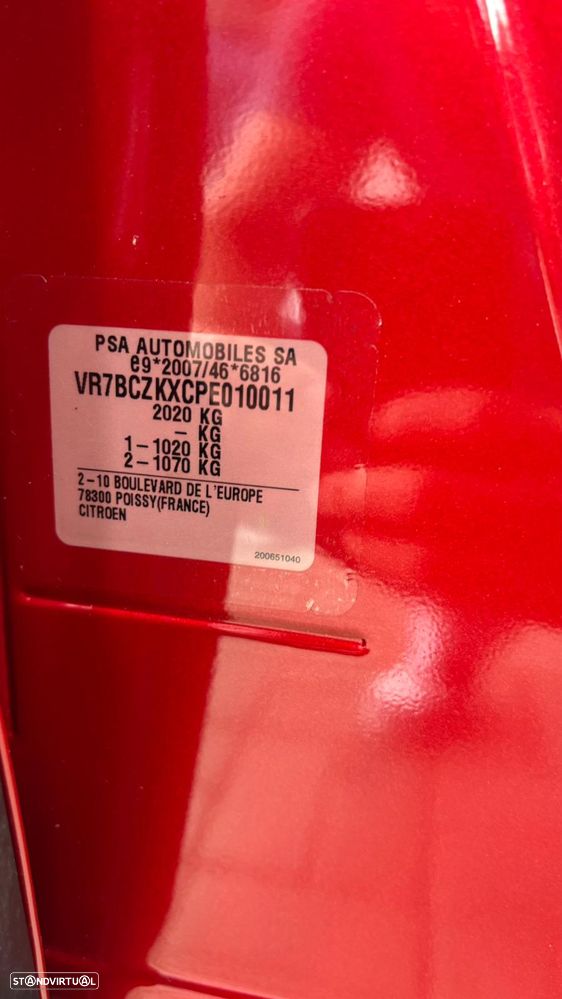 PSA AUTOMOBILES SA
e9*2007/46*6816
VR7BCZKXCPE010011
2020 KG
- KG
1-1020 KG
2-1070 KG
2-10 BOULEVARD DE L'EUROPE
78300 POISSY(FRANCE)
CITROEN
200651040
STANDVIRTUAL